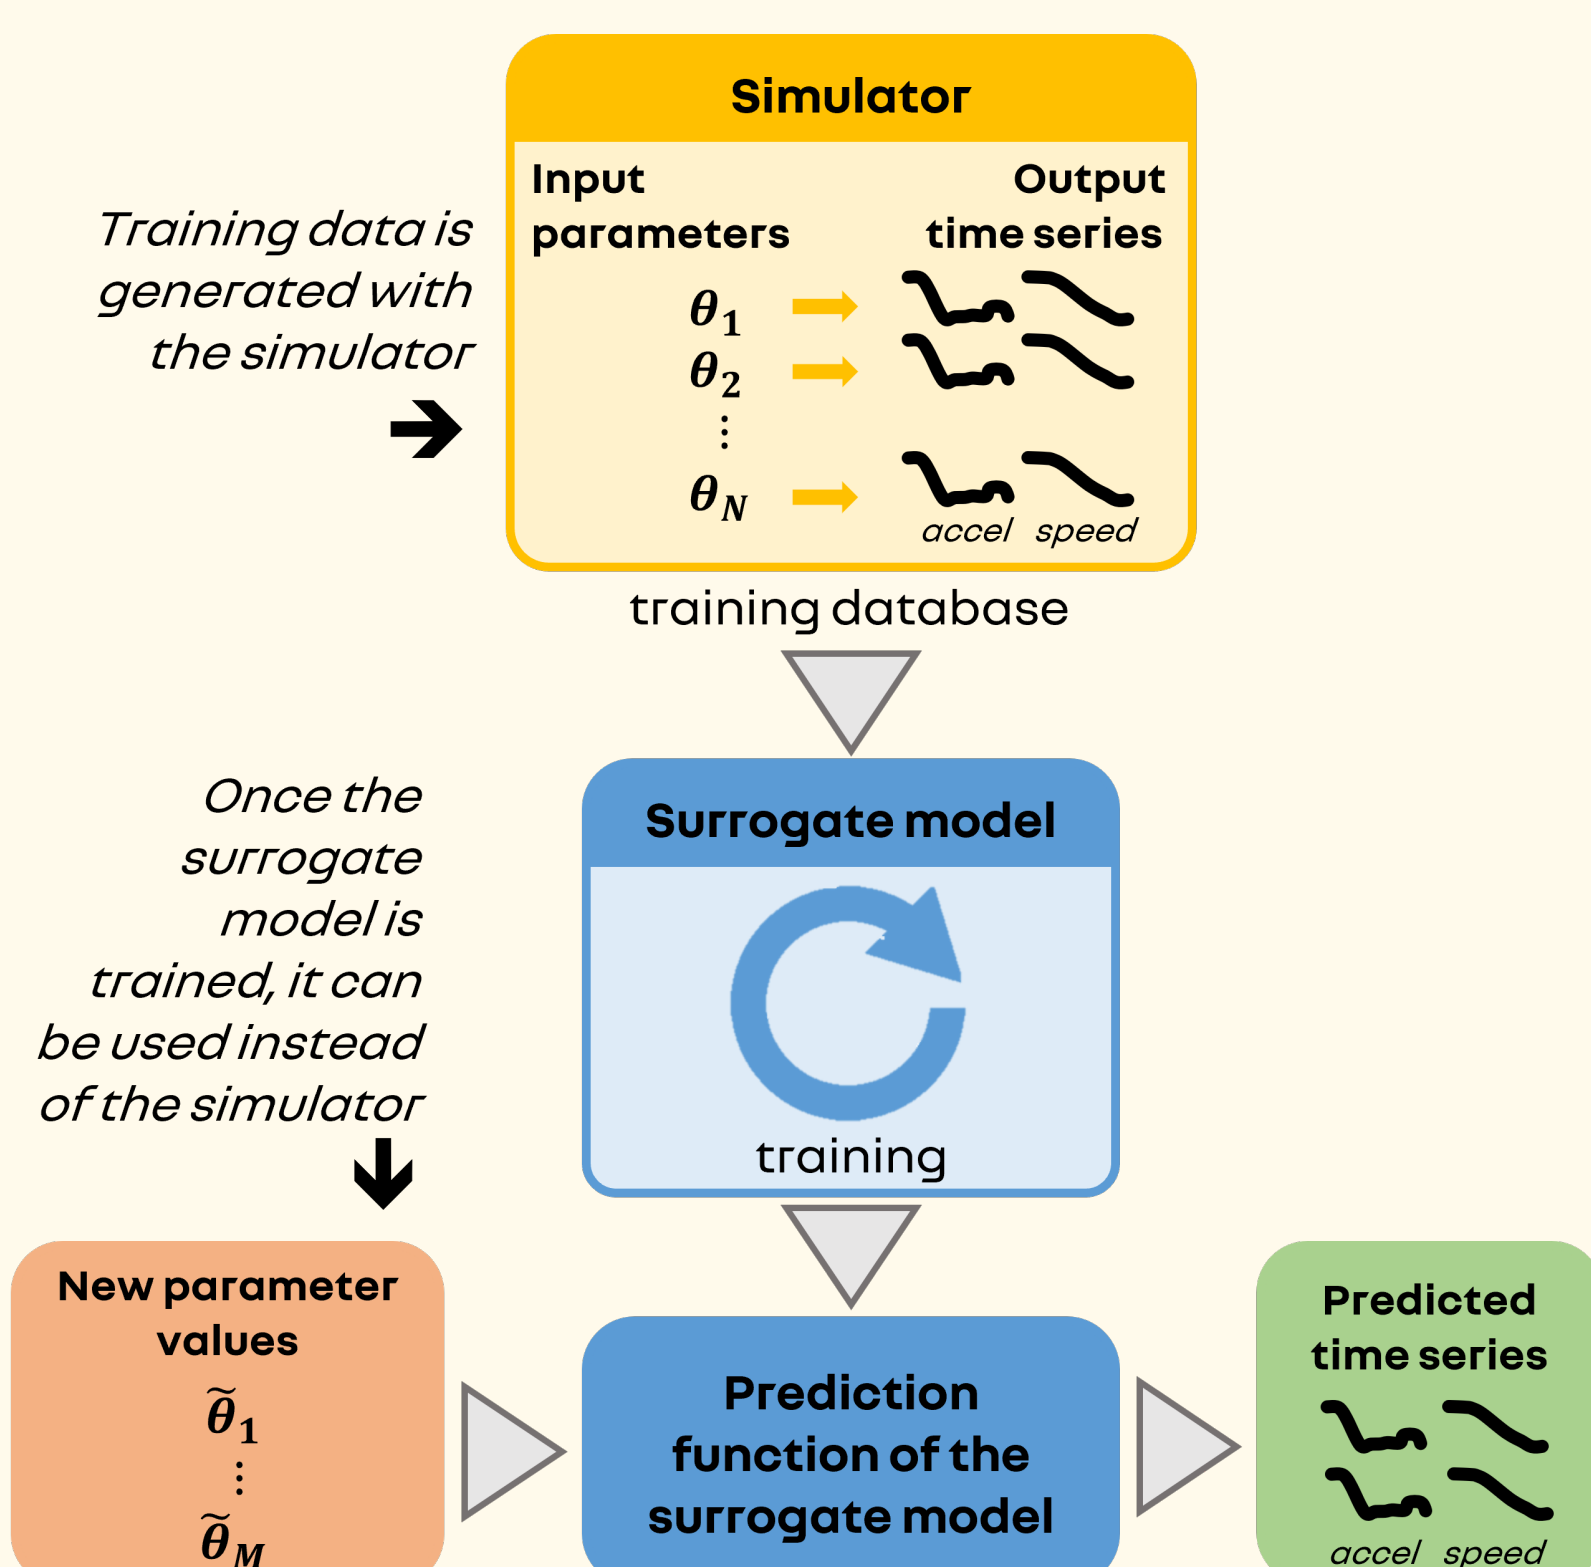 Simulator
Input
parameters
Output
time series
Training data is
generated with
the simulator
θ1
θ2
⋮
θN
accel speed
training database
Once the
surrogate
model is
trained, it can
be used instead
of the simulator
Surrogate model
training
New parameter
values
θ̃1
⋮
θ̃M
Prediction
function of the
surrogate model
Predicted
time series
accel speed